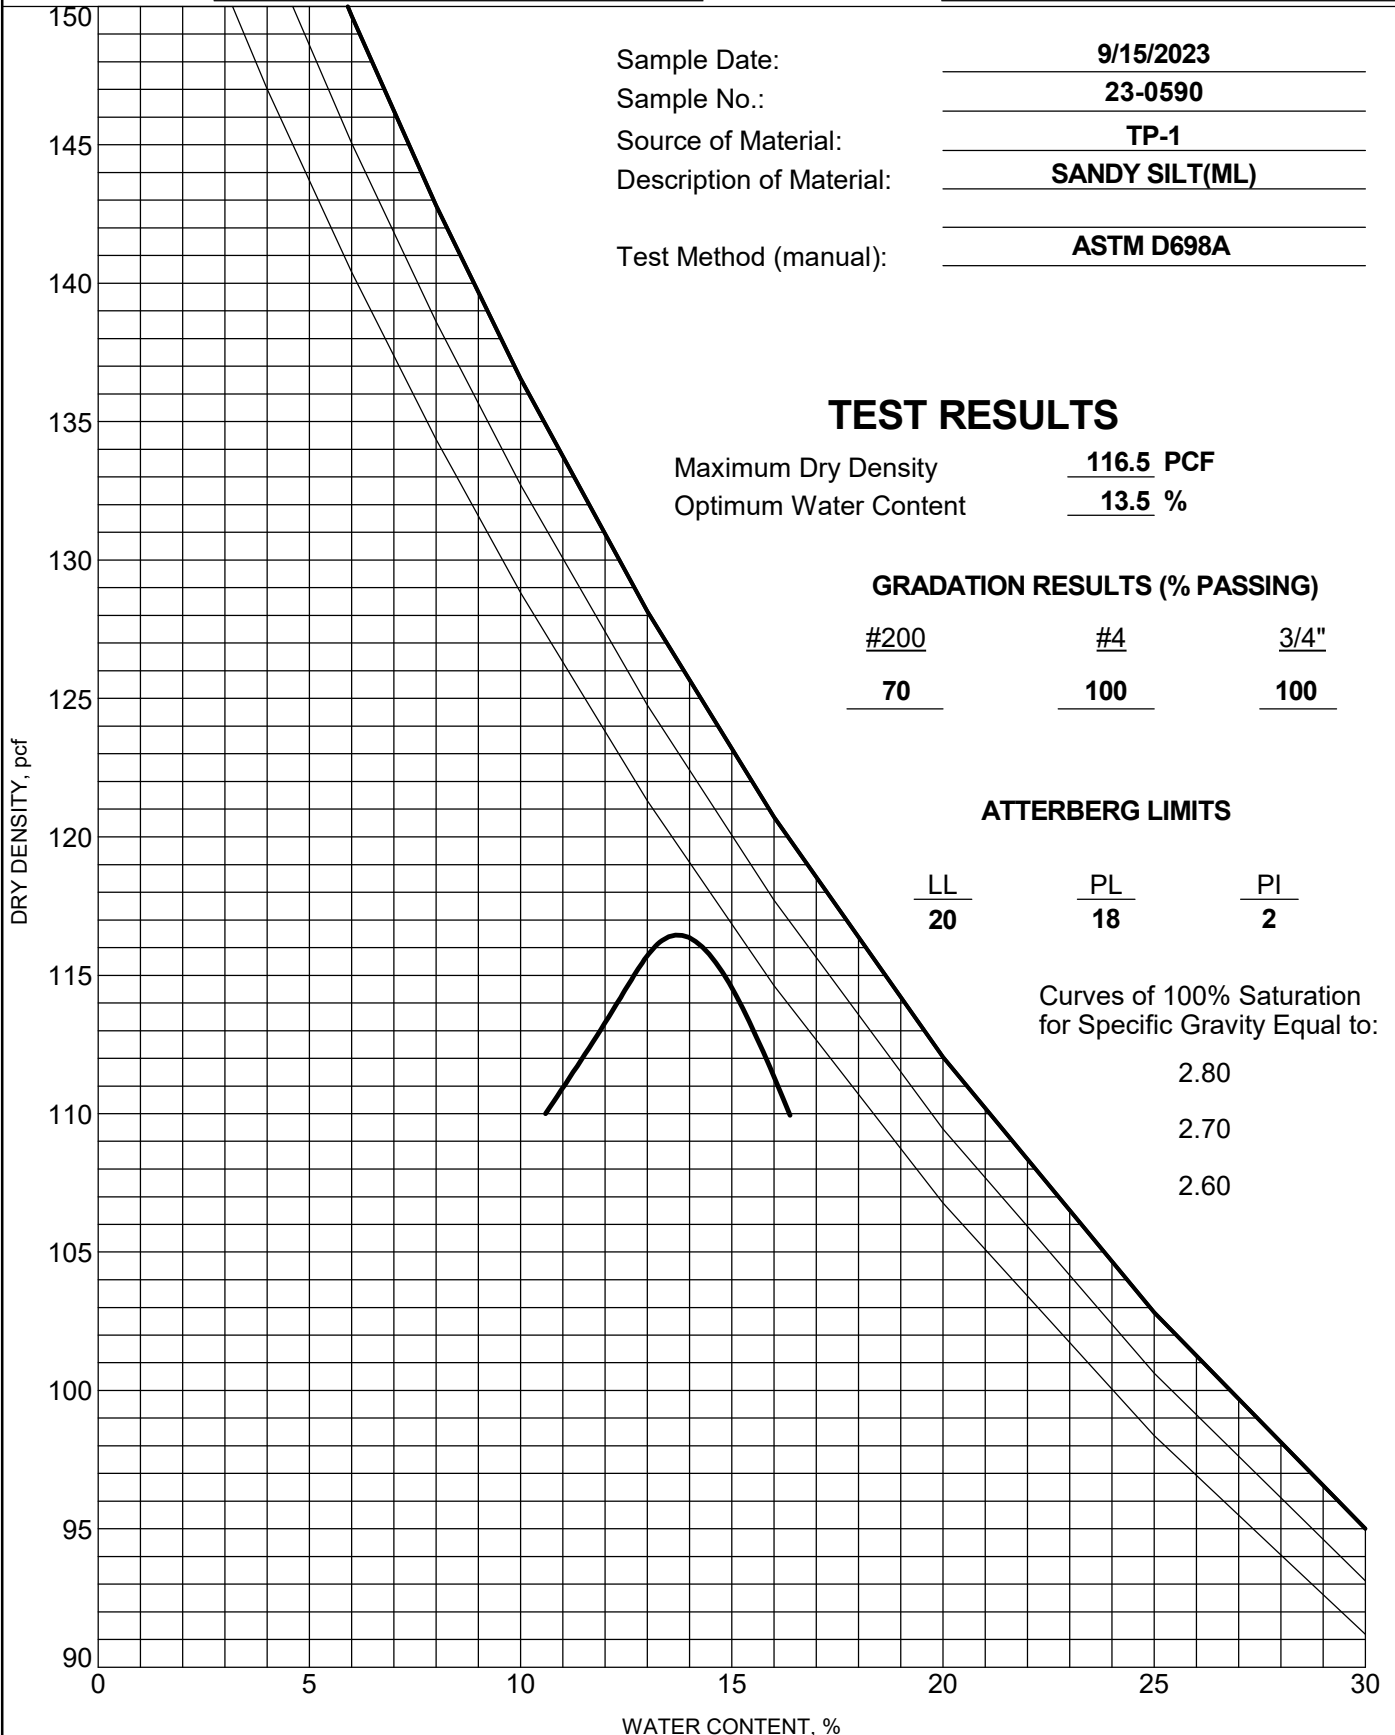 Sample Date: 9/15/2023
Sample No.: 23-0590
Source of Material: TP-1
Description of Material: SANDY SILT(ML)
Test Method (manual): ASTM D698A
TEST RESULTS
Maximum Dry Density 116.5 PCF
Optimum Water Content 13.5 %
GRADATION RESULTS (% PASSING)
#200 #4 3/4"
70 100 100
ATTERBERG LIMITS
LL PL PI
20 18 2
Curves of 100% Saturation
for Specific Gravity Equal to:
2.80
2.70
2.60
DRY DENSITY, pcf
150
145
140
135
130
125
120
115
110
105
100
95
90
0 5 10 15 20 25 30
WATER CONTENT, %